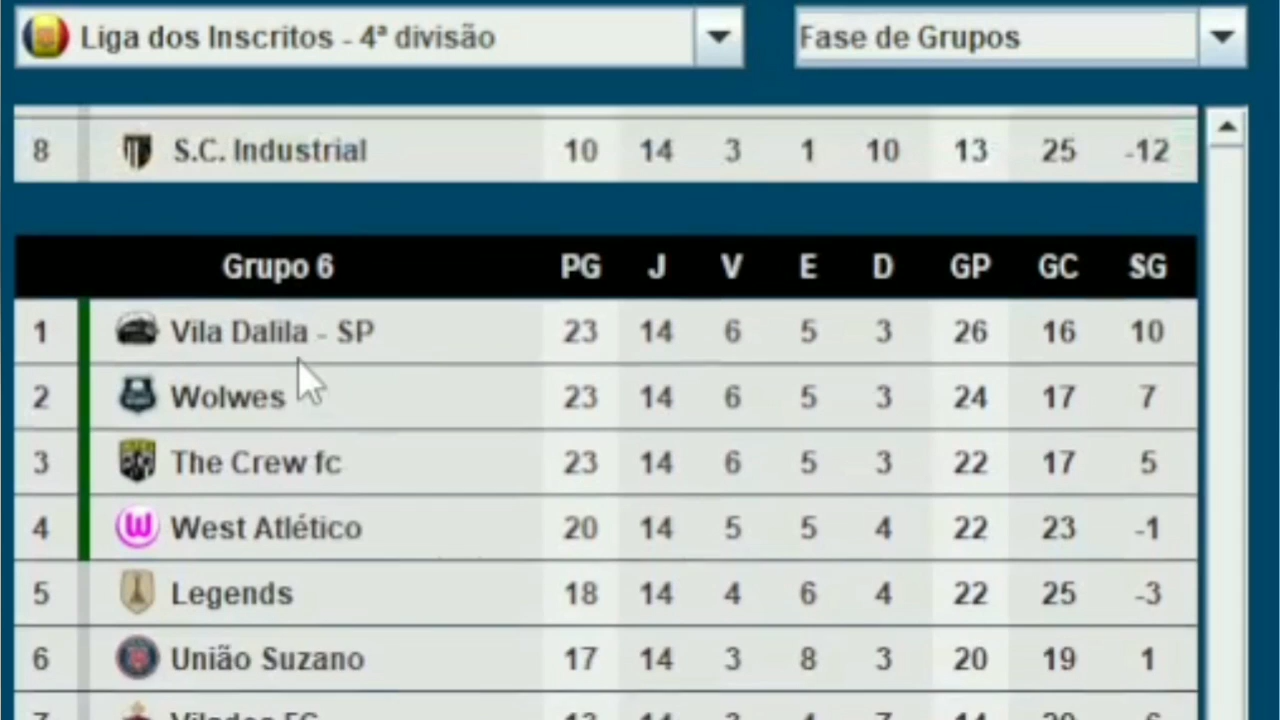 Liga dos Inscritos - 4ª divisão Fase de Grupos
8 S.C. Industrial 10 14 3 1 10 13 25 -12
Grupo 6 PG J V E D GP GC SG
1 Vila Dalila - SP 23 14 6 5 3 26 16 10
2 Wolwes 23 14 6 5 3 24 17 7
3 The Crew fc 23 14 6 5 3 22 17 5
4 West Atlético 20 14 5 5 4 22 23 -1
5 Legends 18 14 4 6 4 22 25 -3
6 União Suzano 17 14 3 8 3 20 19 1